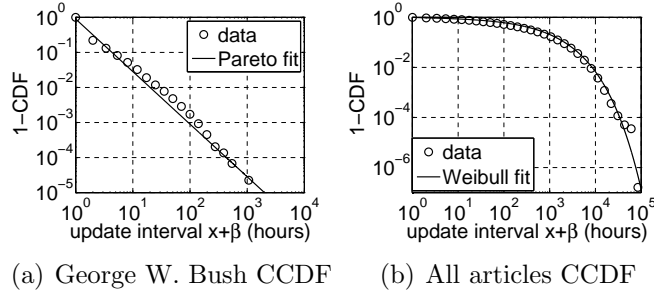 10^0
10^-1
10^-2
10^-3
10^-4
10^-5
10^0 10^1 10^2 10^3
1−CDF
update interval x+β (hours)
data
Pareto fit
(a) George W. Bush CCDF
10^0
10^-2
10^-4
10^-6
10^0 10^1 10^2 10^3 10^4 10^5
1−CDF
update interval x+β (hours)
data
Weibull fit
(b) All articles CCDF